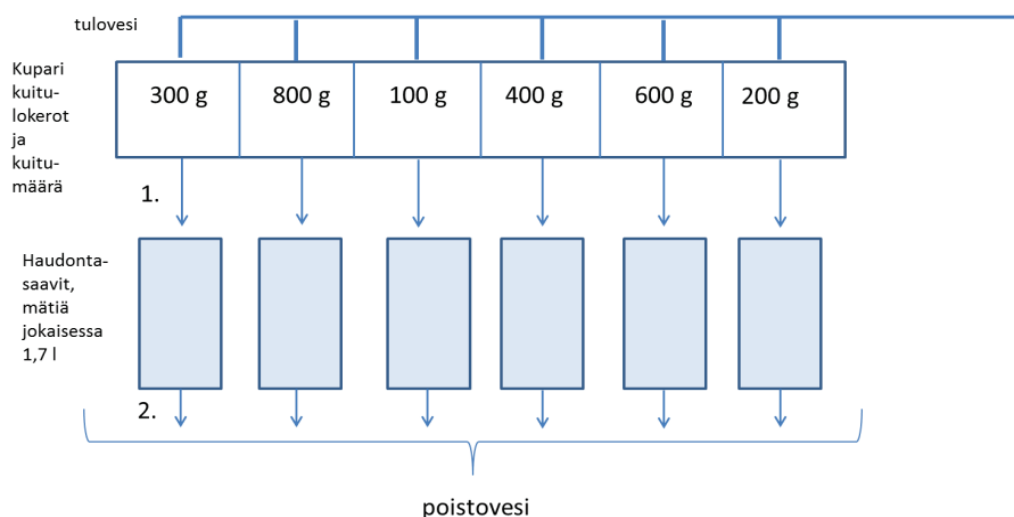 tulovesi
Kupari
kuitu-
lokerot
ja
kuitu-
määrä
300 g 800 g 100 g 400 g 600 g 200 g
1.
Haudonta-
saavit,
mätiä
jokaisessa
1,7 l
2.
poistovesi